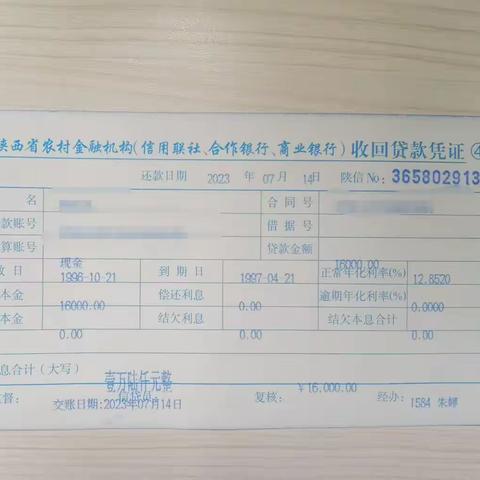 陕西省农村金融机构(信用联社、合作银行、商业银行)收回贷款凭证④
还款日期 2023 年 07 月 14日 陕信No: 365802913
名 合同号
款账号 借据号
算账号 贷款金额 16000.00
现金
放日 1996-10-21 到期日 1997-04-21 正常年化利率(%) 12.8520
本金 16000.00 偿还利息 0.00 逾期年化利率(%) 0.0000
本金 0.00 结欠利息 0.00 结欠本息合计 0.00
息合计(大写) 壹万陆仟元整 ￥16,000.00
督: 信贷员: 复核: 经办: 1584 朱婷
交账日期:2023年07月14日